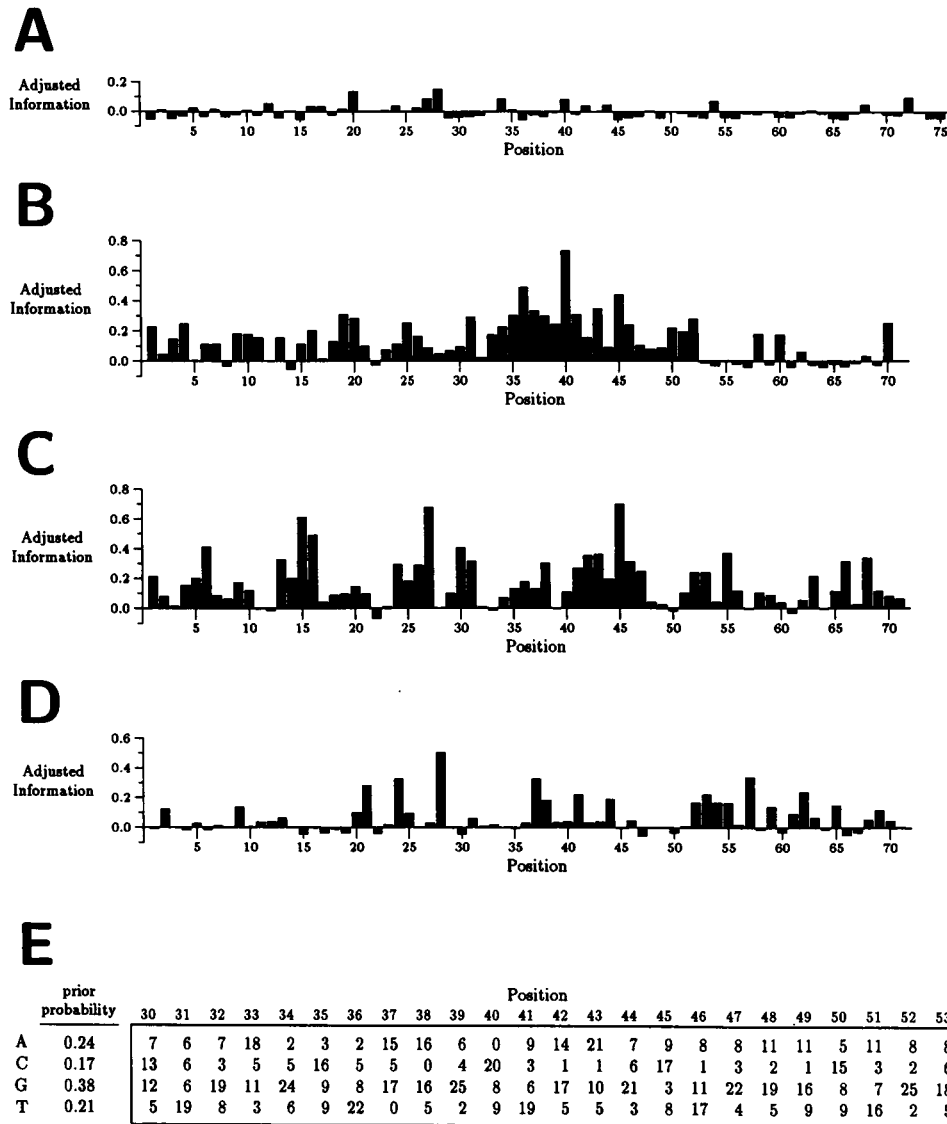 A
Adjusted
Information
0.2
0.0
5 10 15 20 25 30 35 40 45 50 55 60 65 70 75
Position
B
Adjusted
Information
0.8
0.6
0.4
0.2
0.0
5 10 15 20 25 30 35 40 45 50 55 60 65 70
Position
C
Adjusted
Information
0.8
0.6
0.4
0.2
0.0
5 10 15 20 25 30 35 40 45 50 55 60 65 70
Position
D
Adjusted
Information
0.6
0.4
0.2
0.0
5 10 15 20 25 30 35 40 45 50 55 60 65 70
Position
E
prior
probability
Position
30 31 32 33 34 35 36 37 38 39 40 41 42 43 44 45 46 47 48 49 50 51 52 53
A 0.24 7 6 7 18 2 3 2 15 16 6 0 9 14 21 7 9 8 8 11 11 5 11 8 8
C 0.17 13 6 3 5 5 16 5 5 0 4 20 3 1 1 6 17 1 3 2 1 15 3 2 6
G 0.38 12 6 19 11 24 9 8 17 16 25 8 6 17 10 21 3 11 22 19 16 8 7 25 18
T 0.21 5 19 8 3 6 9 22 0 5 2 9 19 5 5 3 8 17 4 5 9 9 16 2 5